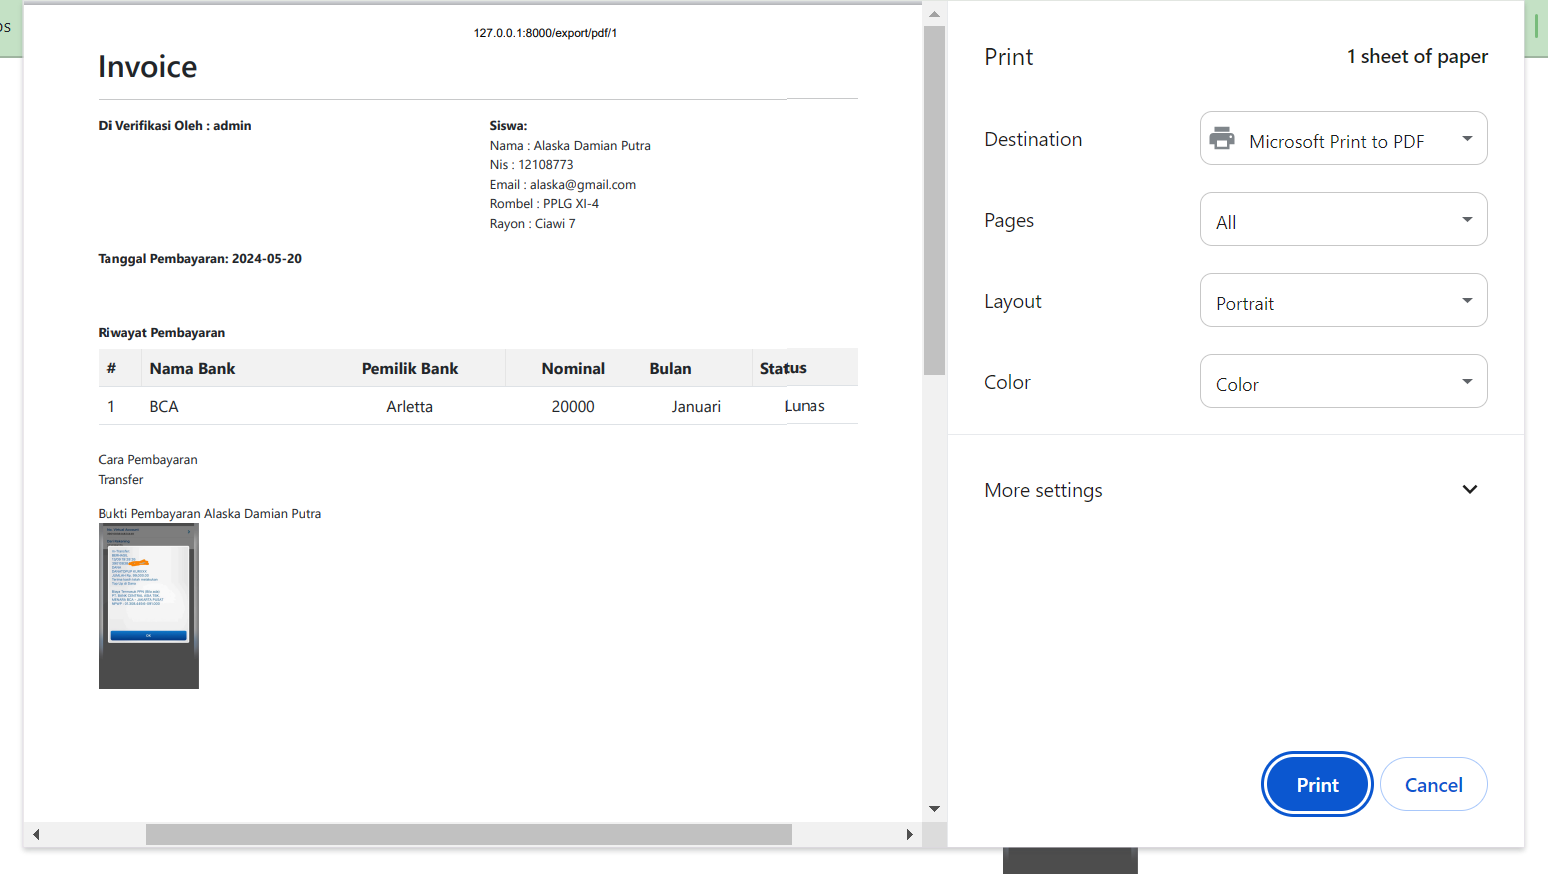 os
127.0.0.1:8000/export/pdf/1
Invoice
Di Verifikasi Oleh : admin
Siswa:
Nama : Alaska Damian Putra
Nis : 12108773
Email : alaska@gmail.com
Rombel : PPLG XI-4
Rayon : Ciawi 7
Tanggal Pembayaran: 2024-05-20
Riwayat Pembayaran
# Nama Bank Pemilik Bank Nominal Bulan Status
1 BCA Arletta 20000 Januari Lunas
Cara Pembayaran
Transfer
Bukti Pembayaran Alaska Damian Putra
OK
Print
1 sheet of paper
Destination
Microsoft Print to PDF
Pages
All
Layout
Portrait
Color
Color
More settings
Print
Cancel